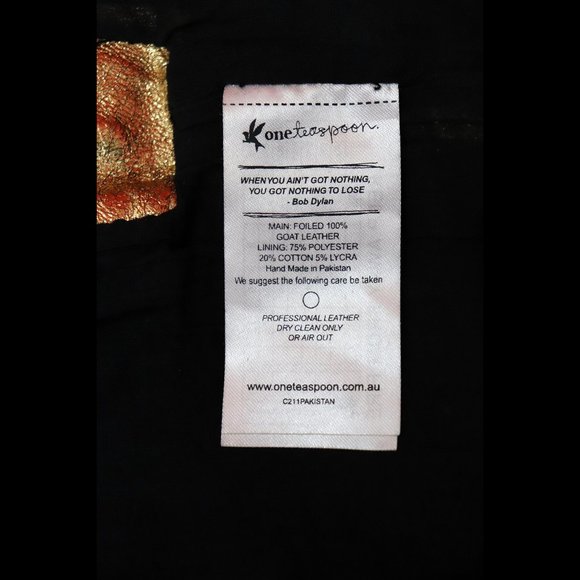 oneteaspoon.
WHEN YOU AIN'T GOT NOTHING,
YOU GOT NOTHING TO LOSE
- Bob Dylan
MAIN: FOILED 100%
GOAT LEATHER
LINING: 75% POLYESTER
20% COTTON 5% LYCRA
Hand Made in Pakistan
We suggest the following care be taken
PROFESSIONAL LEATHER
DRY CLEAN ONLY
OR AIR OUT
www.oneteaspoon.com.au
C211PAKISTAN